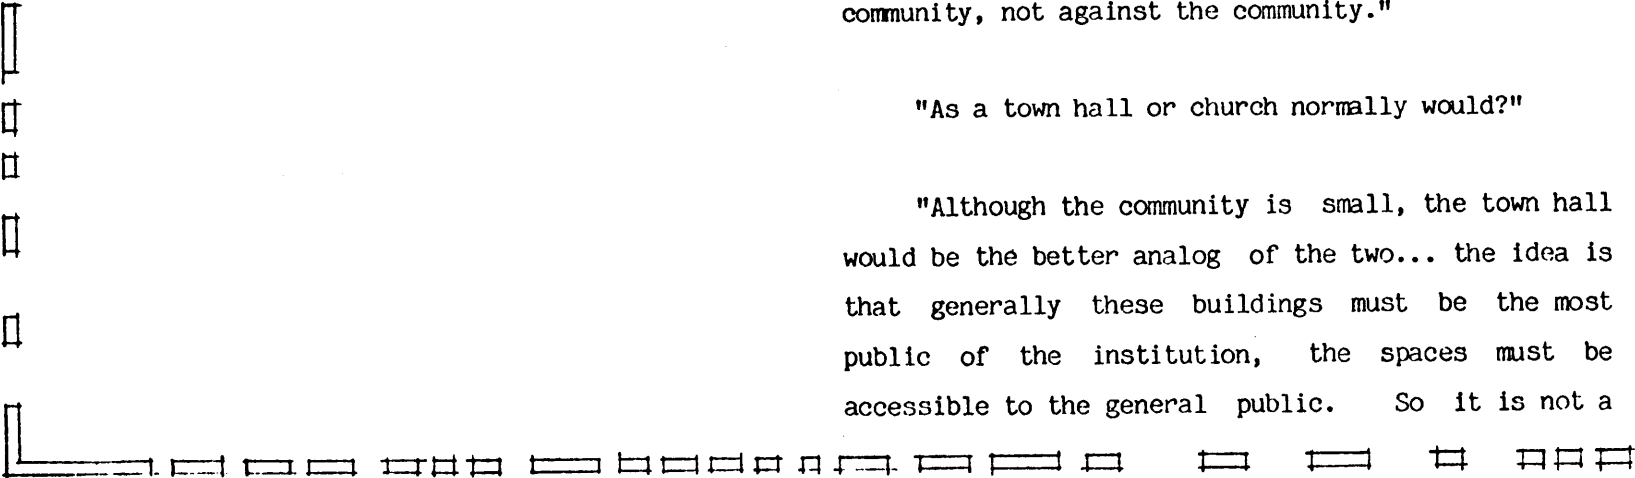 community, not against the community."
"As a town hall or church normally would?"
"Although the community is small, the town hall
would be the better analog of the two... the idea is
that generally these buildings must be the most
public of the institution, the spaces must be
accessible to the general public. So it is not a